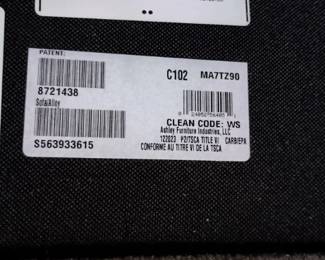 PATENT:
C102 MA7TZ90
8721438
Sofa/Alloy
CLEAN CODE: WS
Ashley Furniture Industries, LLC
S563933615
122023 P2/TSCA TITLE VI CARB/EPA
CONFORME AU TITRE VI DE LA TSCA